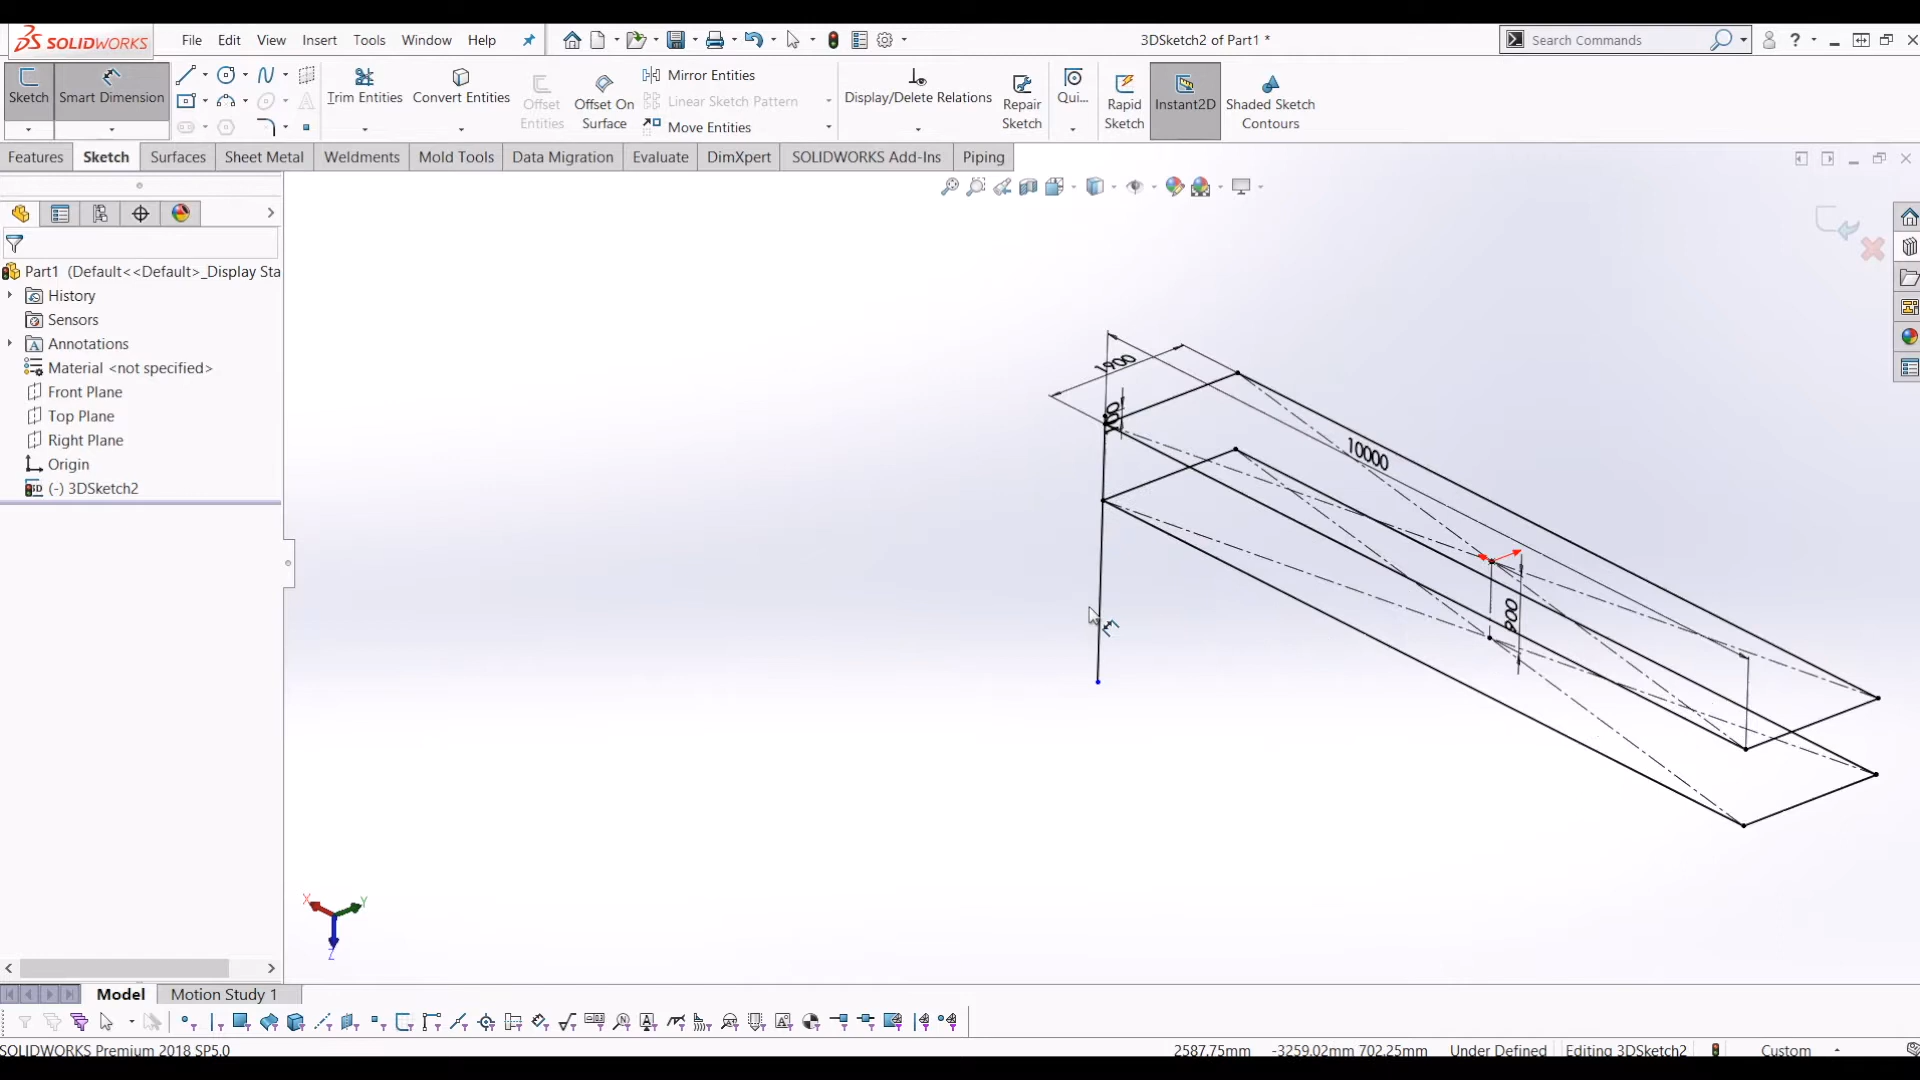 SOLIDWORKS
File Edit View Insert Tools Window Help
3DSketch2 of Part1 *
Search Commands
Sketch
Smart Dimension
Trim Entities
Convert Entities
Offset Entities
Offset On Surface
Mirror Entities
Linear Sketch Pattern
Move Entities
Display/Delete Relations
Repair Sketch
Qui...
Rapid Sketch
Instant2D
Shaded Sketch Contours
Features Sketch Surfaces Sheet Metal Weldments Mold Tools Data Migration Evaluate DimXpert SOLIDWORKS Add-Ins Piping
Part1 (Default<<Default>_Display Sta
History
Sensors
Annotations
Material <not specified>
Front Plane
Top Plane
Right Plane
Origin
(-) 3DSketch2
1900
10000
900
X
Y
Z
Model Motion Study 1
SOLIDWORKS Premium 2018 SP5.0
2587.75mm -3259.02mm 702.25mm Under Defined Editing 3DSketch2 Custom